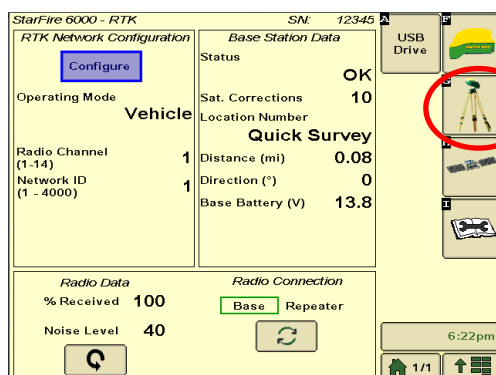 StarFire 6000 - RTK SN: 12345
RTK Network Configuration
Configure
Operating Mode
Vehicle
Radio Channel
(1-14)
1
Network ID
(1 - 4000)
1
Base Station Data
Status
OK
Sat. Corrections 10
Location Number
Quick Survey
Distance (mi) 0.08
Direction (°) 0
Base Battery (V) 13.8
Radio Data
% Received 100
Noise Level 40
Radio Connection
Base Repeater
A
USB
Drive
F
G
H
I
6:22pm
1/1